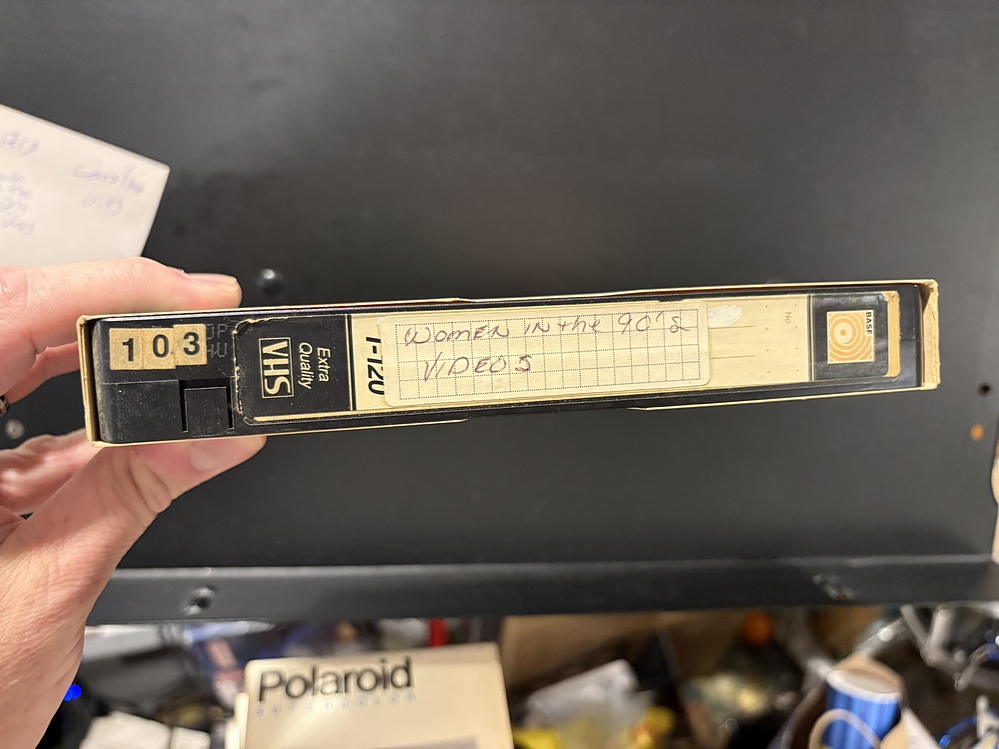 103
VHS
Extra
Quality
T-120
WOMEN IN the 90's
VIDEOS
No
BASF
Polaroid